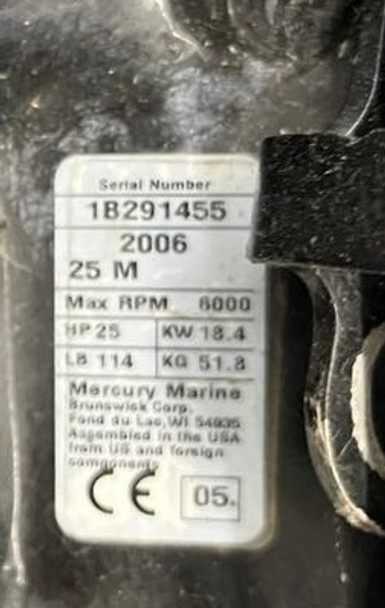 Serial Number
1B291455
2006
25 M
Max RPM 6000
HP 25 KW 18.4
LB 114 KG 51.8
Mercury Marine
Brunswick Corp.
Fond du Lac, WI 54935
Assembled in the USA
from US and foreign
components
CE 05.